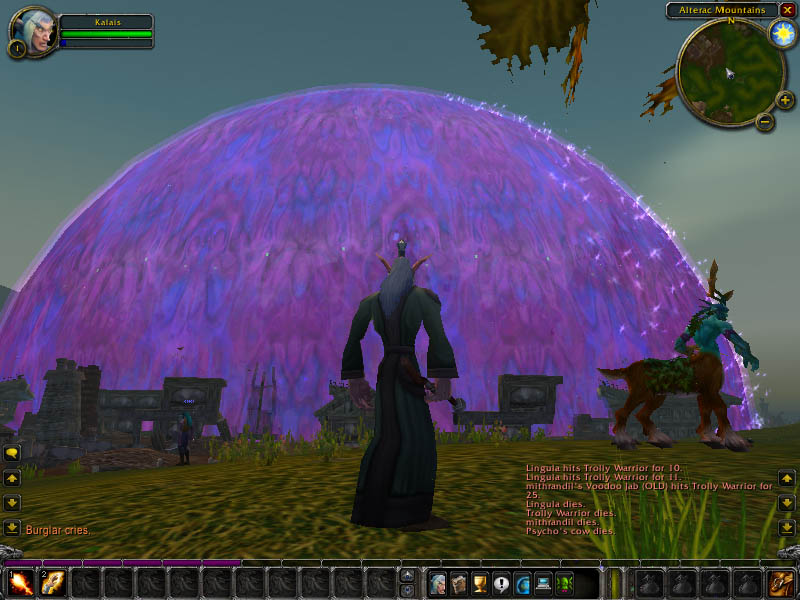 Kalais
Alterac Mountains
N
1
Lingula hits Trolly Warrior for 10.
Lingula hits Trolly Warrior for 11.
mithrandil's Voodoo Jab (OLD) hits Trolly Warrior for
25.
Lingula dies.
Trolly Warrior dies.
mithrandil dies.
Psycho's cow dies.
Burglar cries.